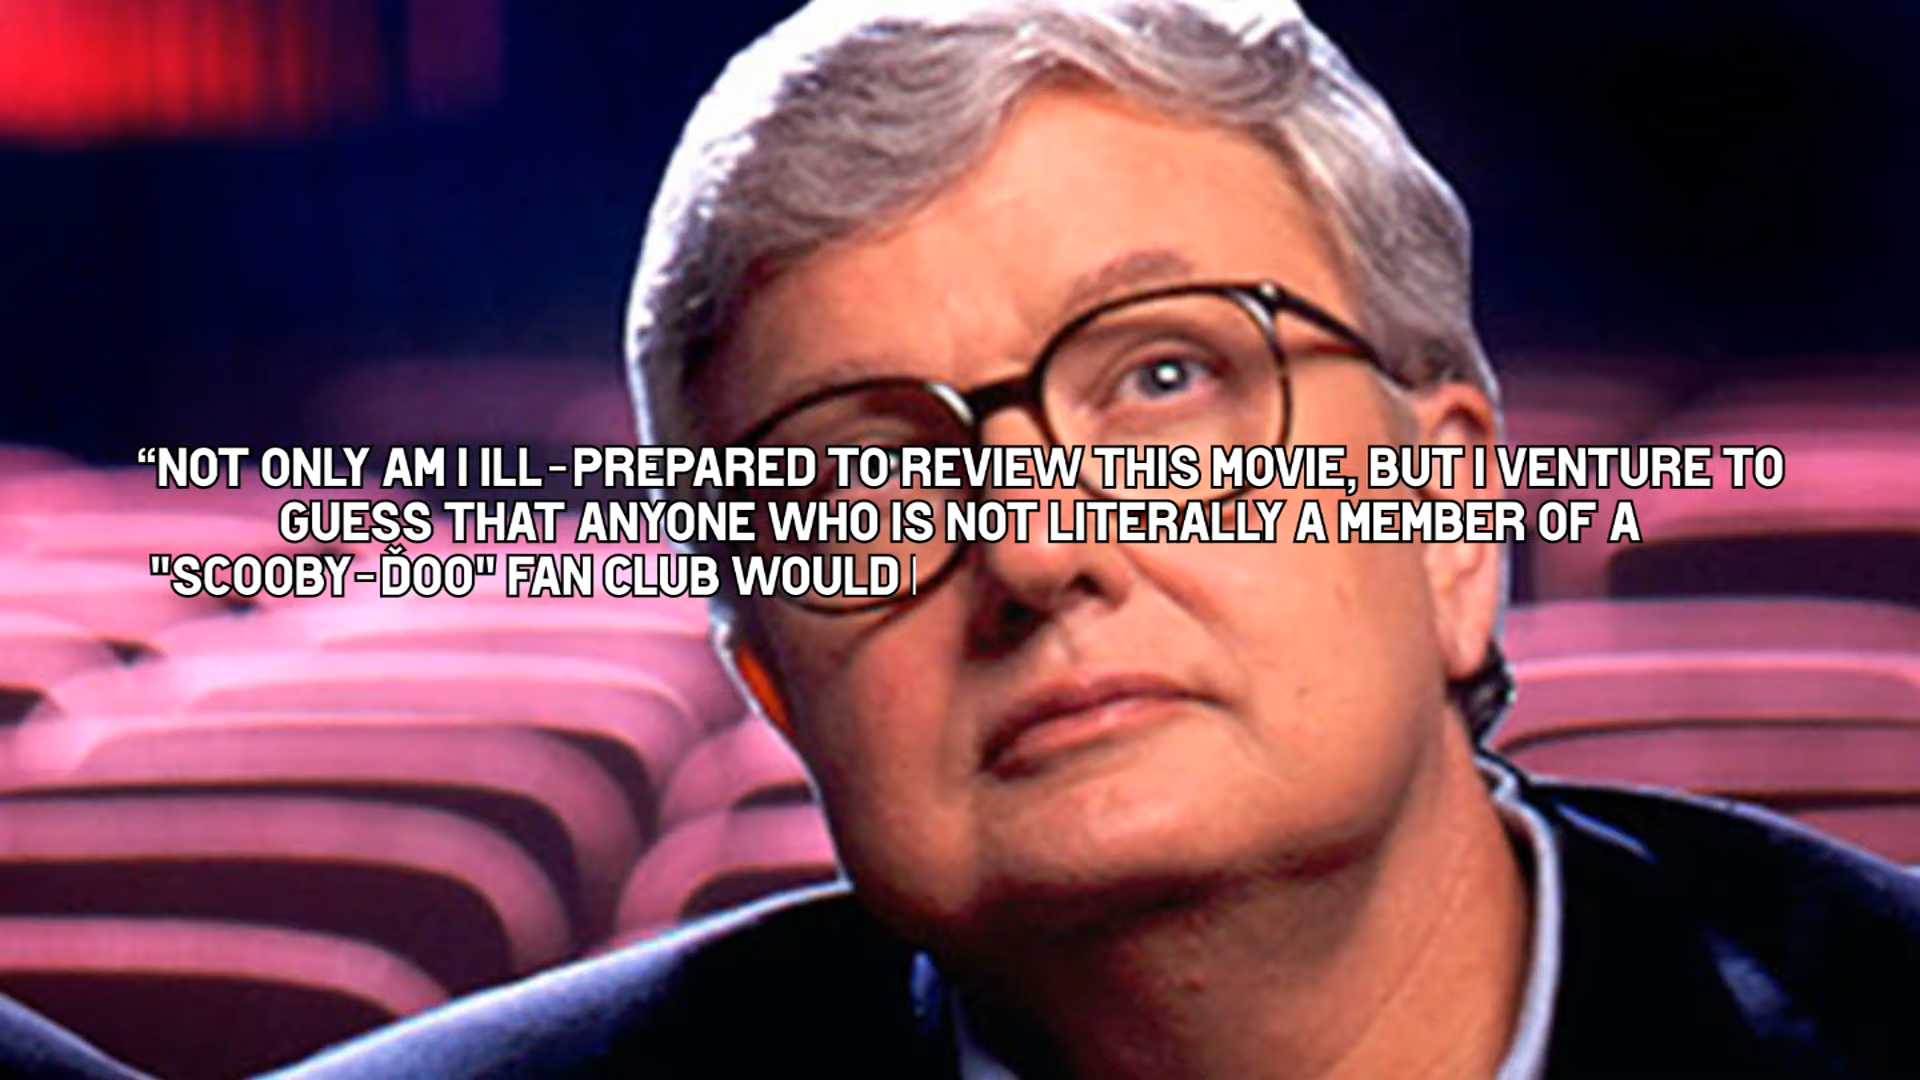 “NOT ONLY AM I ILL-PREPARED TO REVIEW THIS MOVIE, BUT I VENTURE TO
GUESS THAT ANYONE WHO IS NOT LITERALLY A MEMBER OF A
"SCOOBY-ĎOO" FAN CLUB WOULD